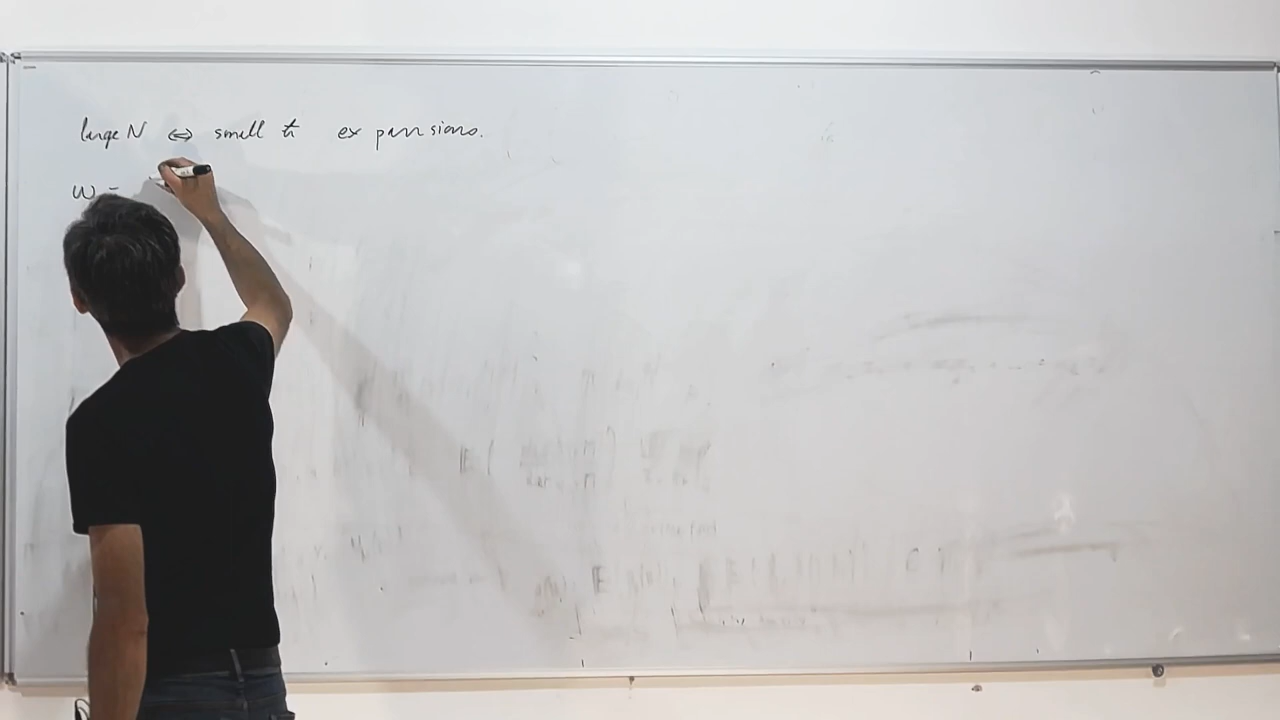 large N ⇔ small ħ expansions.
W =